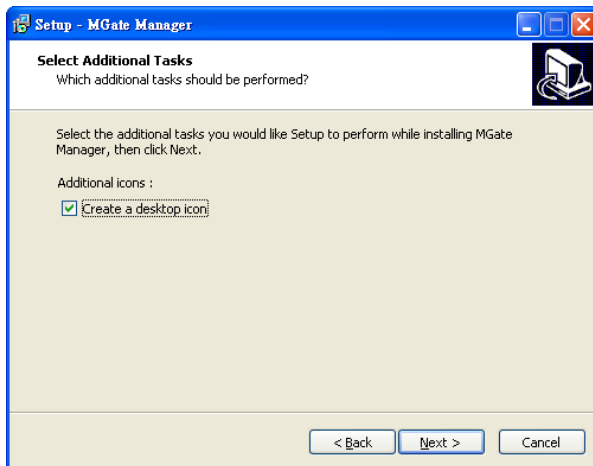 Setup - MGate Manager
Select Additional Tasks
Which additional tasks should be performed?
Select the additional tasks you would like Setup to perform while installing MGate
Manager, then click Next.
Additional icons :
Create a desktop icon
< Back
Next >
Cancel